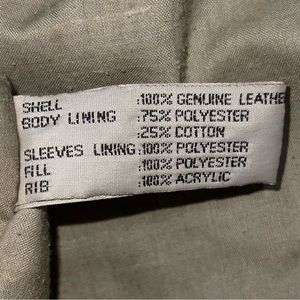 SHELL :100% GENUINE LEATHE
BODY LINING :75% POLYESTER
:25% COTTON
SLEEVES LINING:100% POLYESTER
FILL :100% POLYESTER
RIB :100% ACRYLIC